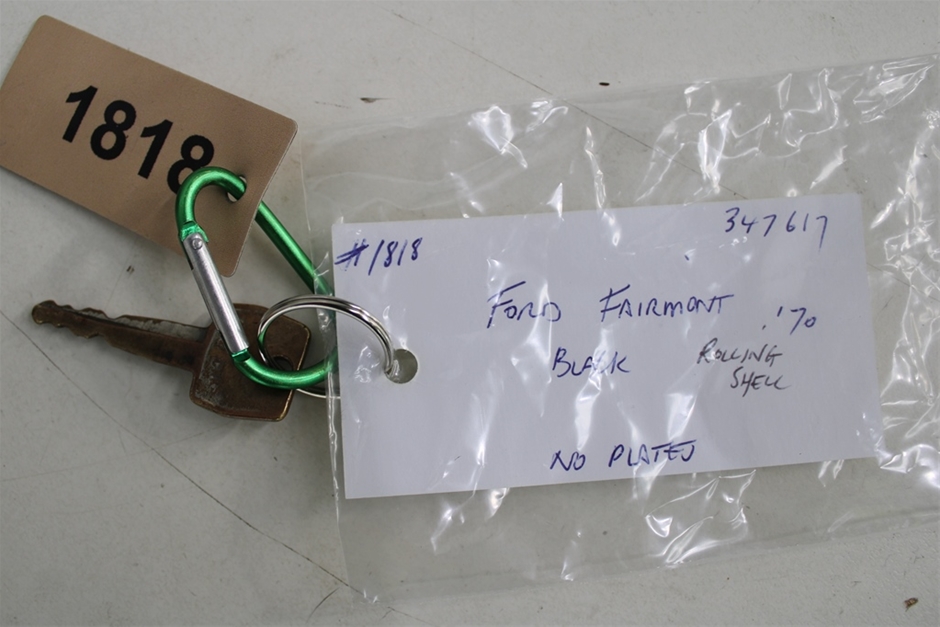 1818
#1818 347617
FORD FAIRMONT '70
BLACK ROLLING
SHELL
NO PLATES